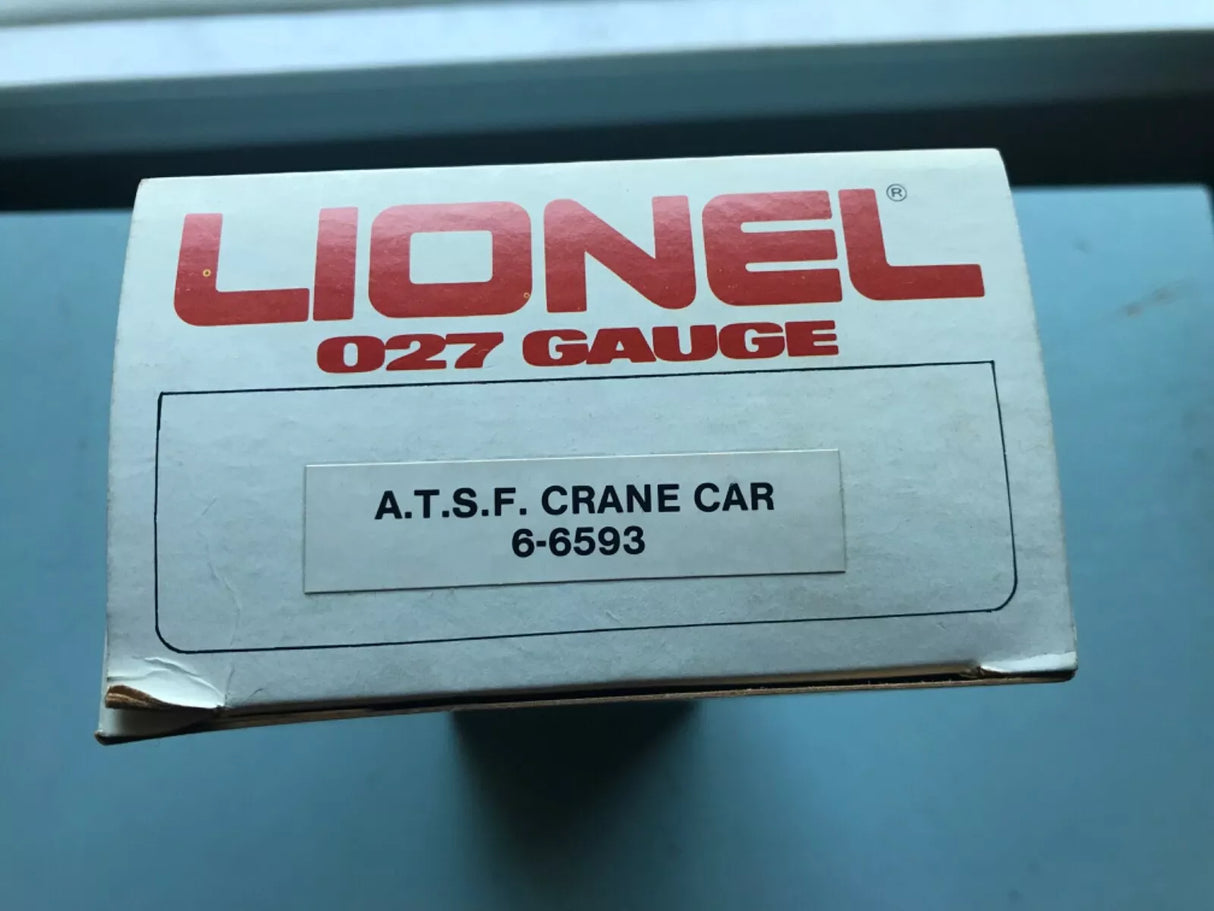 LIONEL®
027 GAUGE
A.T.S.F. CRANE CAR
6-6593